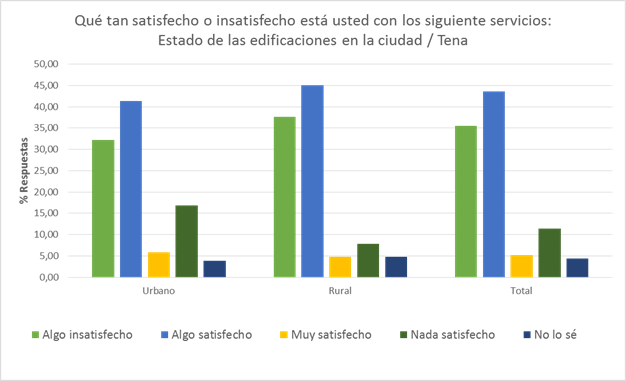 Qué tan satisfecho o insatisfecho está usted con los siguiente servicios:
Estado de las edificaciones en la ciudad / Tena
% Respuestas
50,00
45,00
40,00
35,00
30,00
25,00
20,00
15,00
10,00
5,00
0,00
Urbano Rural Total
Algo insatisfecho Algo satisfecho Muy satisfecho Nada satisfecho No lo sé